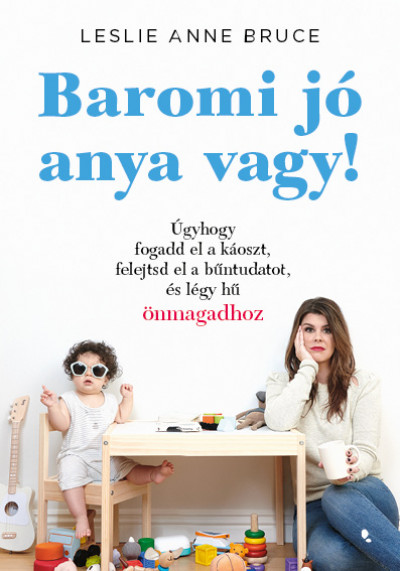 LESLIE ANNE BRUCE
Baromi jó
anya vagy!
Úgyhogy
fogadd el a káoszt,
felejtsd el a bűntudatot,
és légy hű
önmagadhoz